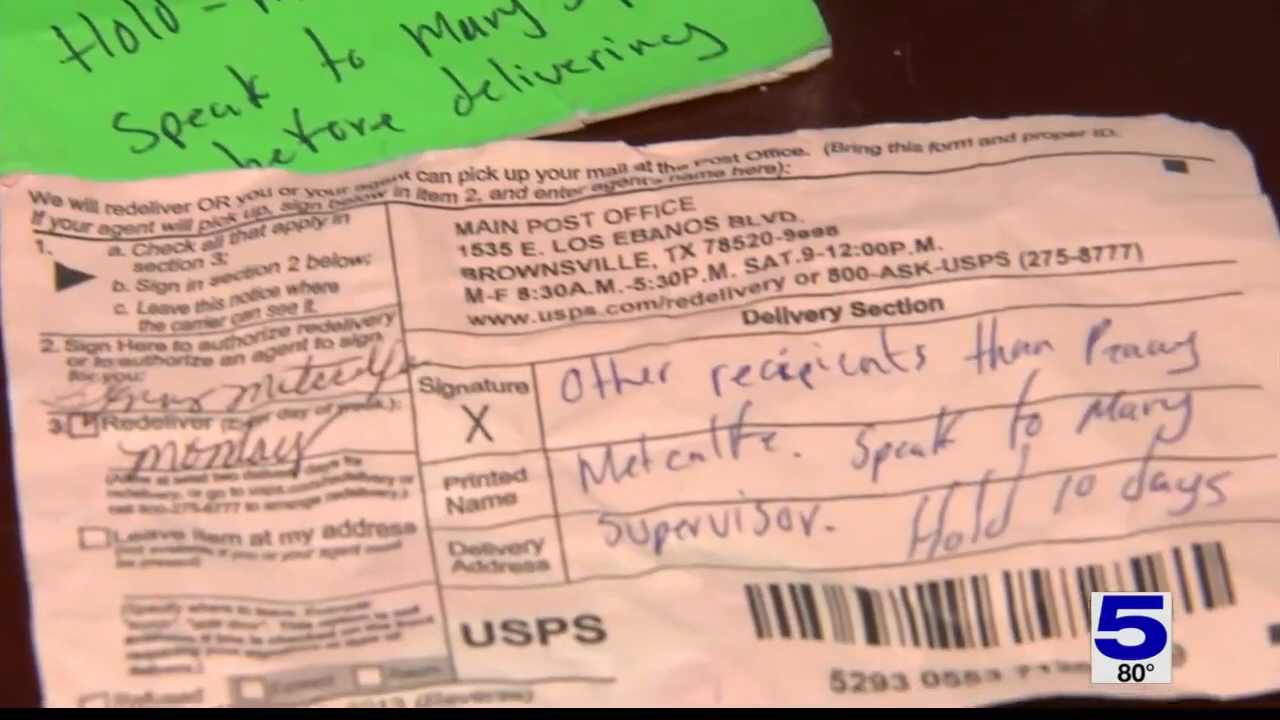 Hold -
Speak to Mary
before delivering
We will redeliver OR you or your agent can pick up your mail at the Post Office. (Bring this form and proper ID.
If your agent will pick up, sign below in item 2, and enter agent's name here):
1.
a. Check all that apply in
section 3;
b. Sign in section 2 below;
c. Leave this notice where
the carrier can see it.
MAIN POST OFFICE
1535 E. LOS EBANOS BLVD.
BROWNSVILLE, TX 78520-9998
M-F 8:30A.M.-5:30P.M. SAT.9-12:00P.M.
www.usps.com/redelivery or 800-ASK-USPS (275-8777)
Delivery Section
2. Sign Here to authorize redelivery
or to authorize an agent to sign
for you:
Metcalfe
3. Redeliver (Enter day of week):
Monday
Leave item at my address
Signature
X
Printed
Name
Delivery
Address
Other recipients than
Metcalfe. Speak to Mary
Supervisor. Hold 10 days
USPS
5293 0583
Refused
5
80°